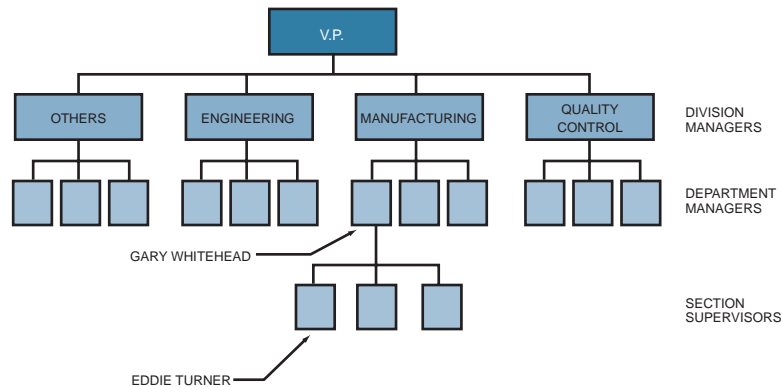 V.P.
OTHERS
ENGINEERING
MANUFACTURING
QUALITY
CONTROL
DIVISION
MANAGERS
DEPARTMENT
MANAGERS
GARY WHITEHEAD
SECTION
SUPERVISORS
EDDIE TURNER